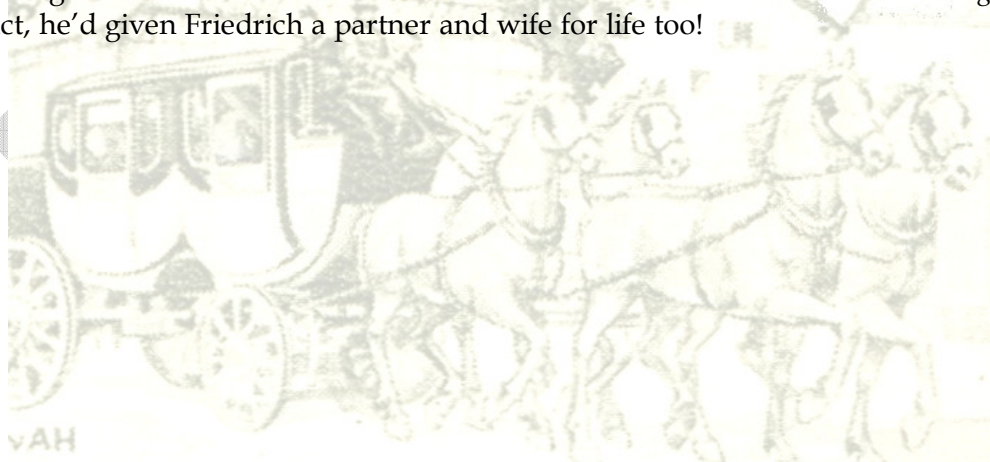 ct, he’d given Friedrich a partner and wife for life too!